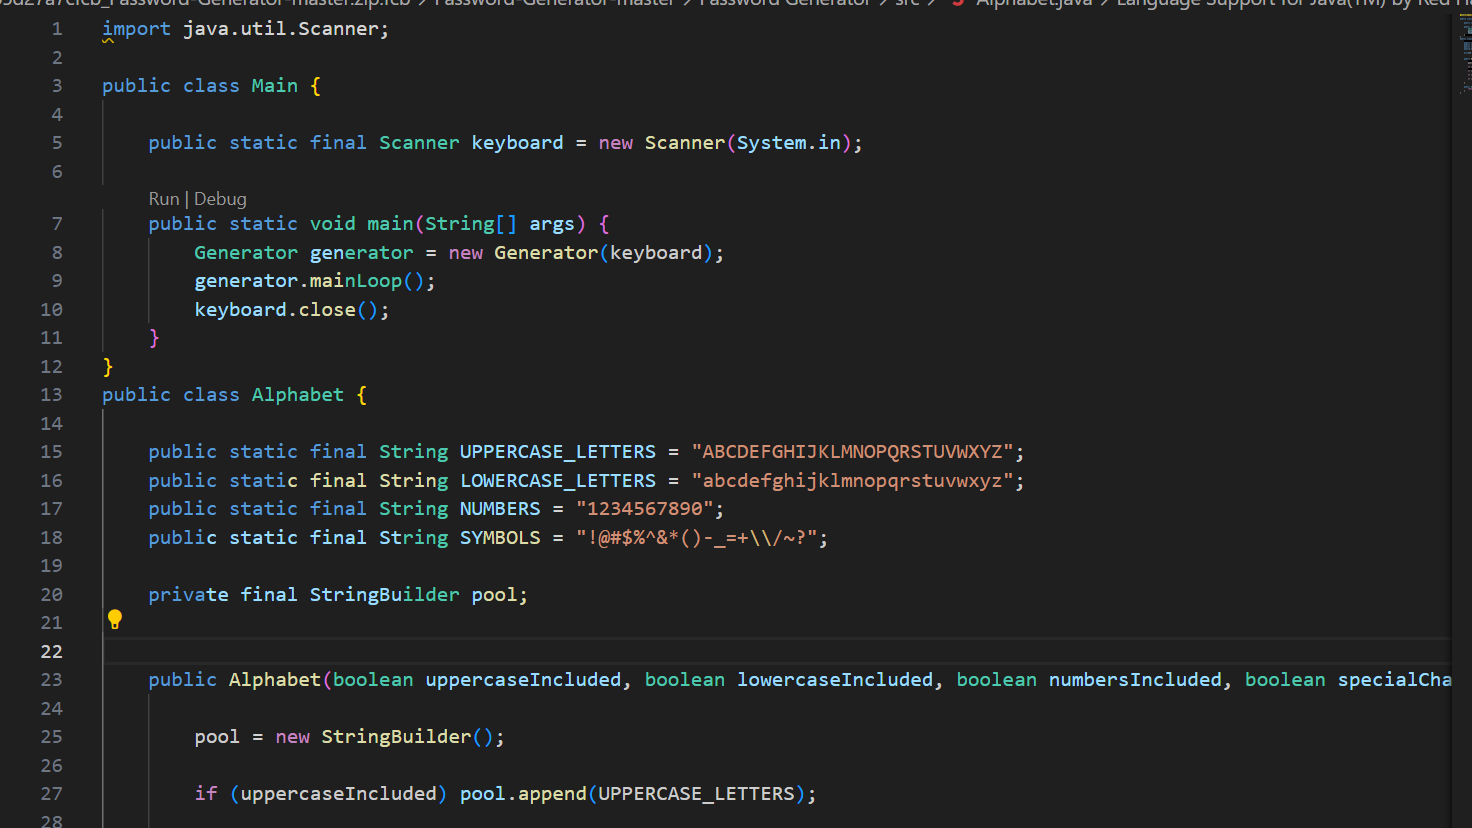 Password-Generator-master.zip.fcb > Password-Generator-master > Password Generator > src > Alphabet.java > Language Support for Java(TM) by Red Ha
1 import java.util.Scanner;
2
3 public class Main {
4
5 public static final Scanner keyboard = new Scanner(System.in);
6
Run | Debug
7 public static void main(String[] args) {
8 Generator generator = new Generator(keyboard);
9 generator.mainLoop();
10 keyboard.close();
11 }
12 }
13 public class Alphabet {
14
15 public static final String UPPERCASE_LETTERS = "ABCDEFGHIJKLMNOPQRSTUVWXYZ";
16 public static final String LOWERCASE_LETTERS = "abcdefghijklmnopqrstuvwxyz";
17 public static final String NUMBERS = "1234567890";
18 public static final String SYMBOLS = "!@#$%^&*()-_=+\\/~?";
19
20 private final StringBuilder pool;
21
22
23 public Alphabet(boolean uppercaseIncluded, boolean lowercaseIncluded, boolean numbersIncluded, boolean specialCha
24
25 pool = new StringBuilder();
26
27 if (uppercaseIncluded) pool.append(UPPERCASE_LETTERS);
28